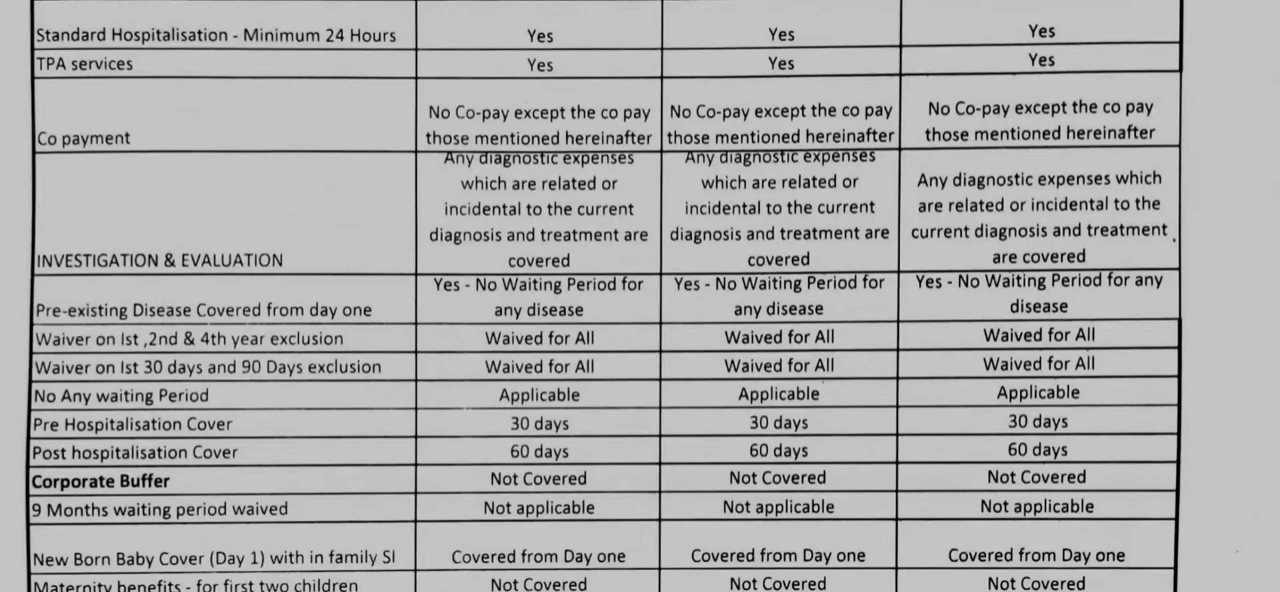 Standard Hospitalisation - Minimum 24 Hours Yes Yes Yes
TPA services Yes Yes Yes
Co payment No Co-pay except the co pay those mentioned hereinafter No Co-pay except the co pay those mentioned hereinafter No Co-pay except the co pay those mentioned hereinafter
INVESTIGATION & EVALUATION Any diagnostic expenses which are related or incidental to the current diagnosis and treatment are covered Any diagnostic expenses which are related or incidental to the current diagnosis and treatment are covered Any diagnostic expenses which are related or incidental to the current diagnosis and treatment are covered
Pre-existing Disease Covered from day one Yes - No Waiting Period for any disease Yes - No Waiting Period for any disease Yes - No Waiting Period for any disease
Waiver on Ist ,2nd & 4th year exclusion Waived for All Waived for All Waived for All
Waiver on Ist 30 days and 90 Days exclusion Waived for All Waived for All Waived for All
No Any waiting Period Applicable Applicable Applicable
Pre Hospitalisation Cover 30 days 30 days 30 days
Post hospitalisation Cover 60 days 60 days 60 days
Corporate Buffer Not Covered Not Covered Not Covered
9 Months waiting period waived Not applicable Not applicable Not applicable
New Born Baby Cover (Day 1) with in family SI Covered from Day one Covered from Day one Covered from Day one
Maternity benefits - for first two children Not Covered Not Covered Not Covered